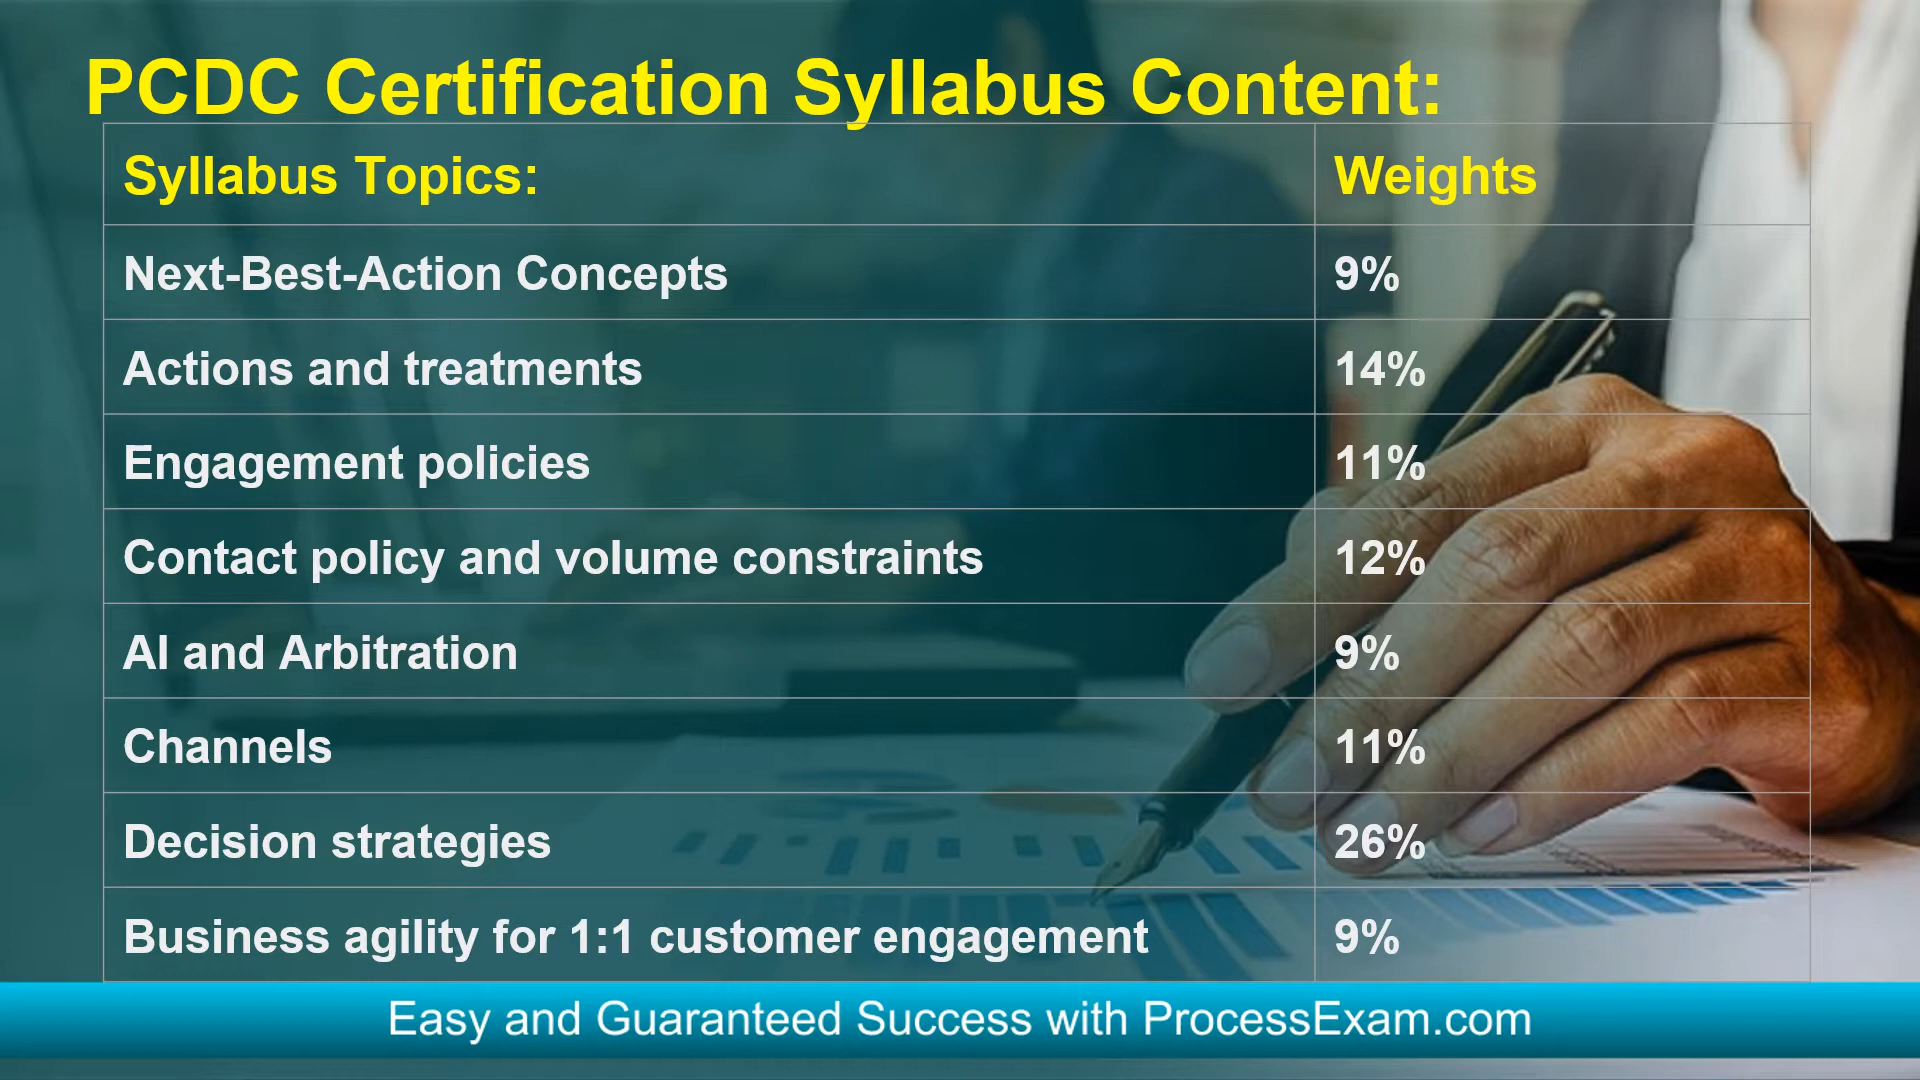 PCDC Certification Syllabus Content:
Syllabus Topics: Weights
Next-Best-Action Concepts 9%
Actions and treatments 14%
Engagement policies 11%
Contact policy and volume constraints 12%
AI and Arbitration 9%
Channels 11%
Decision strategies 26%
Business agility for 1:1 customer engagement 9%
Easy and Guaranteed Success with ProcessExam.com